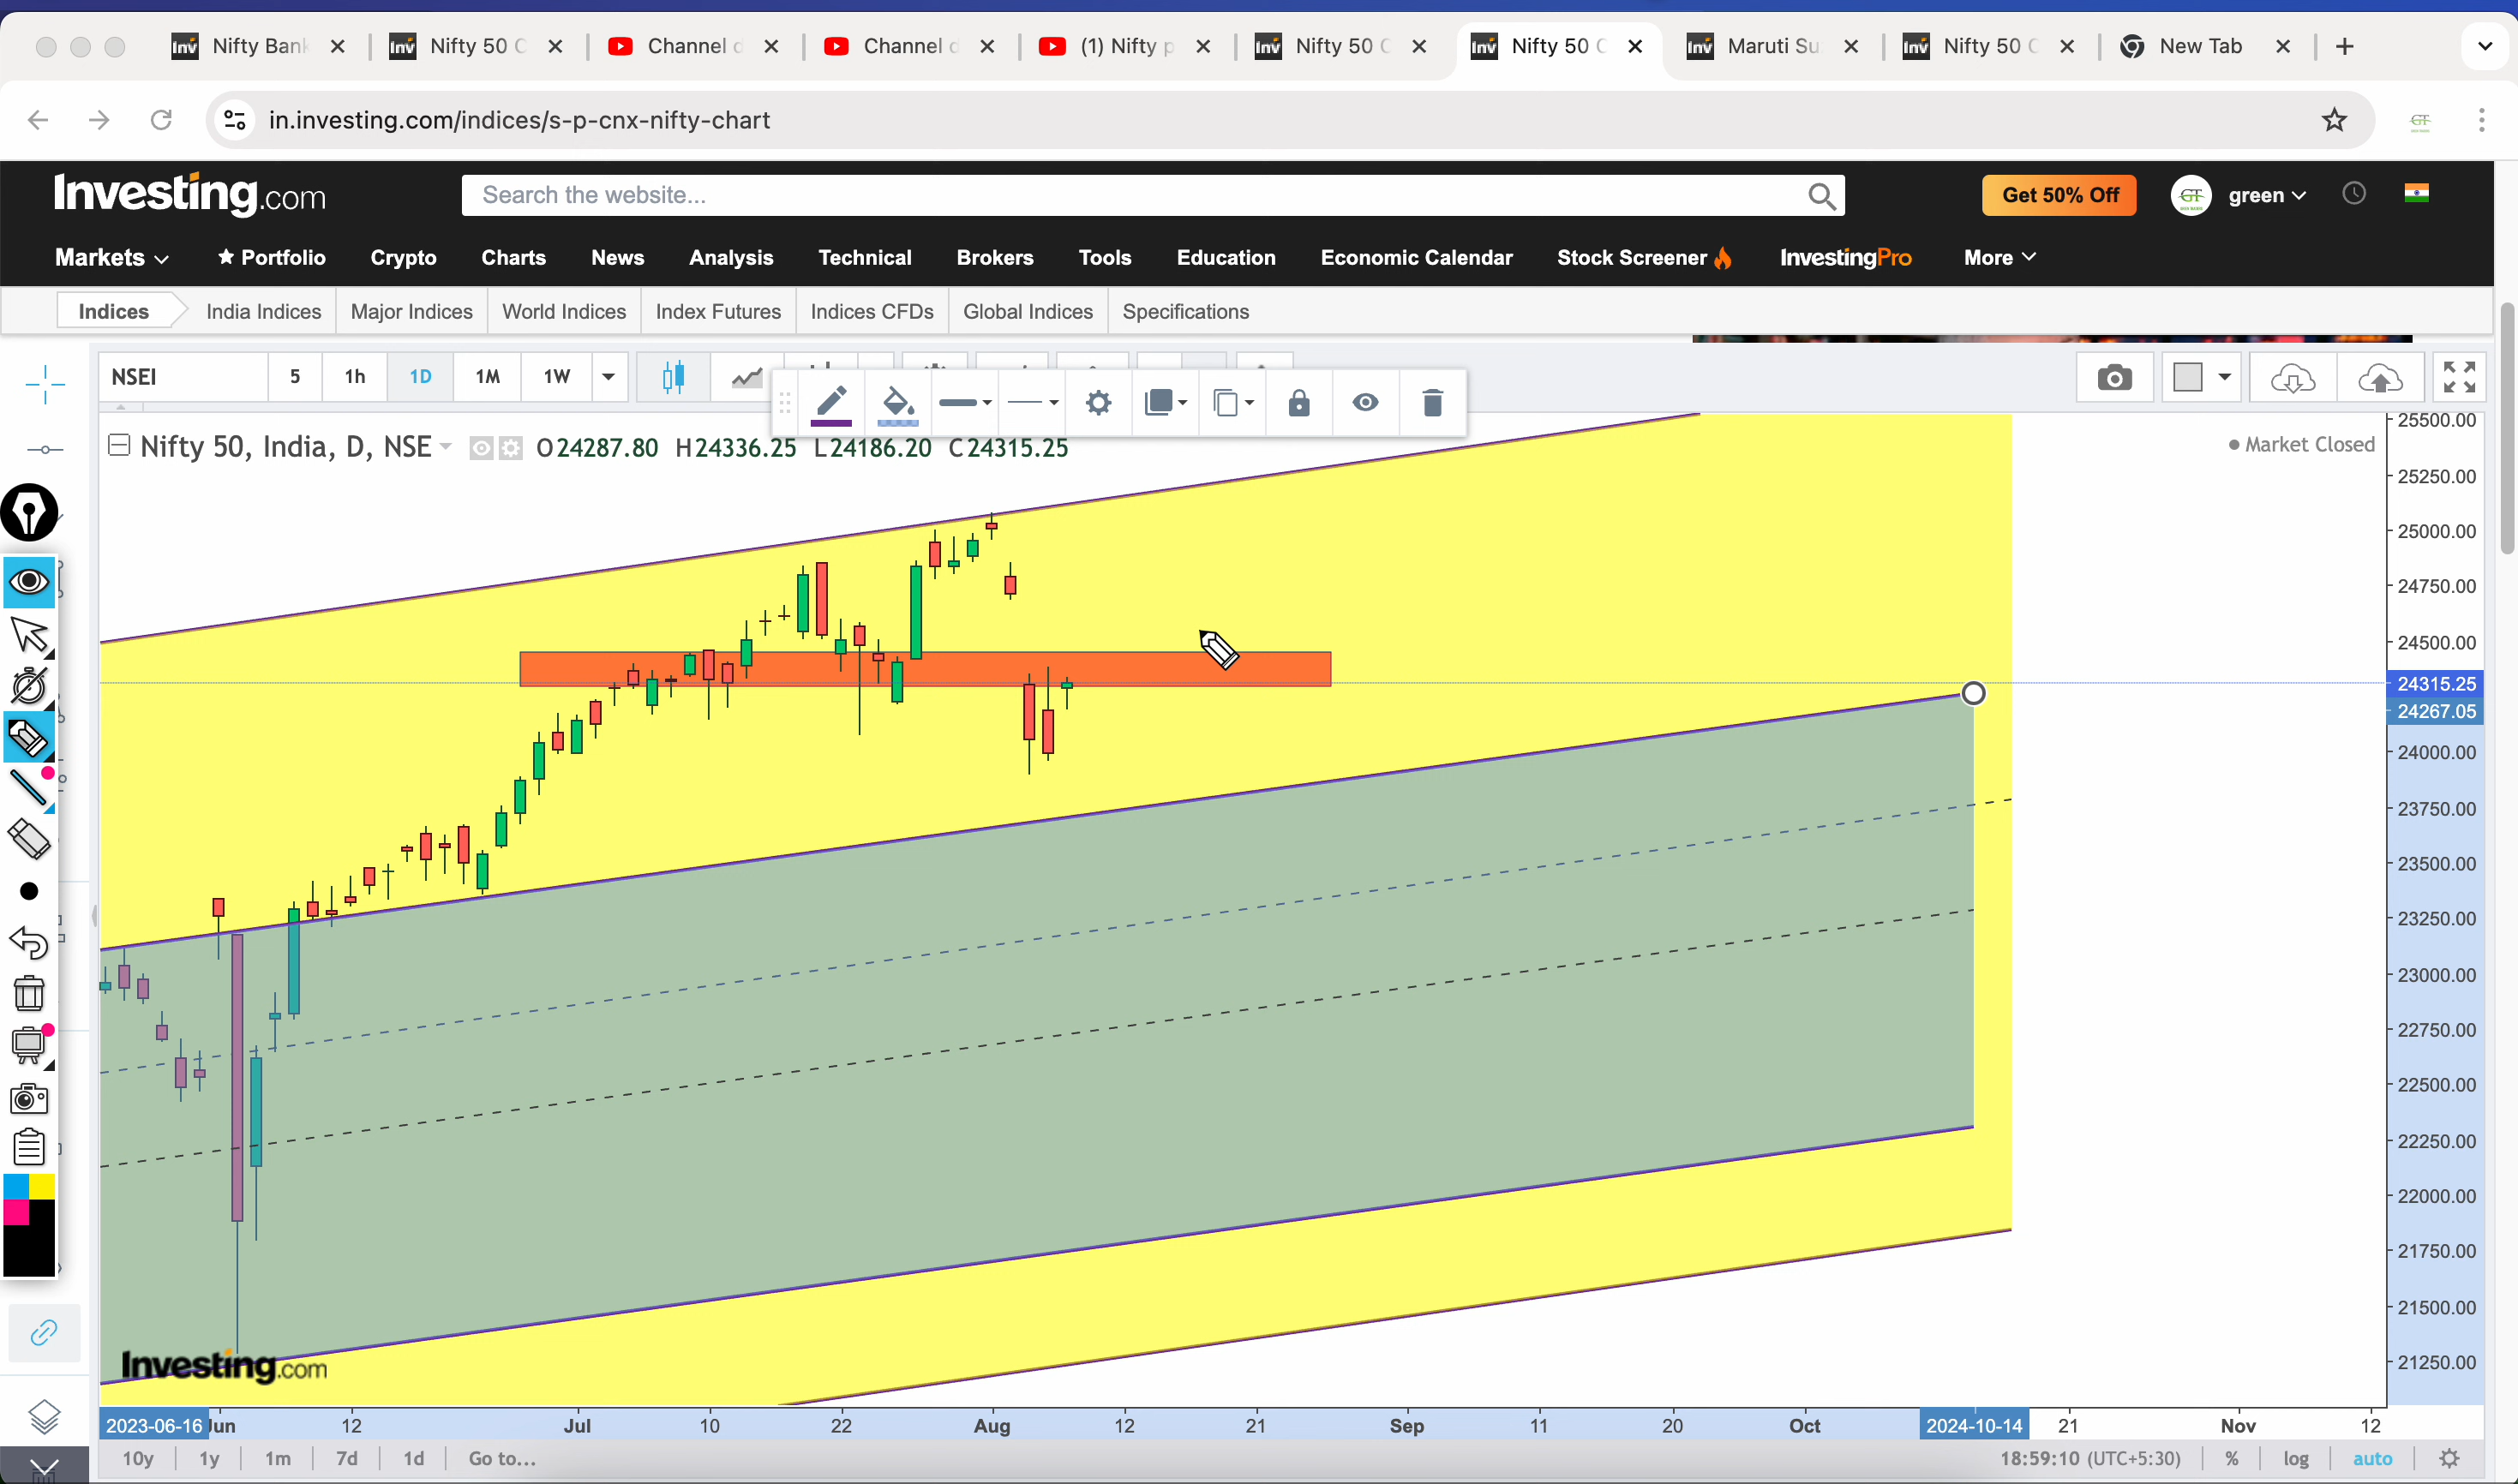 Nifty Bank
Nifty 50 C
Channel d
Channel d
(1) Nifty p
Nifty 50 C
Nifty 50 C
Maruti Su
Nifty 50 C
New Tab
in.investing.com/indices/s-p-cnx-nifty-chart
Investing.com
Search the website...
Get 50% Off
GT
green
Markets
Portfolio
Crypto
Charts
News
Analysis
Technical
Brokers
Tools
Education
Economic Calendar
Stock Screener
InvestingPro
More
Indices
India Indices
Major Indices
World Indices
Index Futures
Indices CFDs
Global Indices
Specifications
NSEI
5
1h
1D
1M
1W
Nifty 50, India, D, NSE
O24287.80 H24336.25 L24186.20 C24315.25
Market Closed
25500.00
25250.00
25000.00
24750.00
24500.00
24315.25
24267.05
24000.00
23750.00
23500.00
23250.00
23000.00
22750.00
22500.00
22250.00
22000.00
21750.00
21500.00
21250.00
Investing.com
2023-06-16 Jun 12 Jul 10 22 Aug 12 21 Sep 11 20 Oct 2024-10-14 21 Nov 12
10y 1y 1m 7d 1d Go to...
18:59:10 (UTC+5:30) % log auto